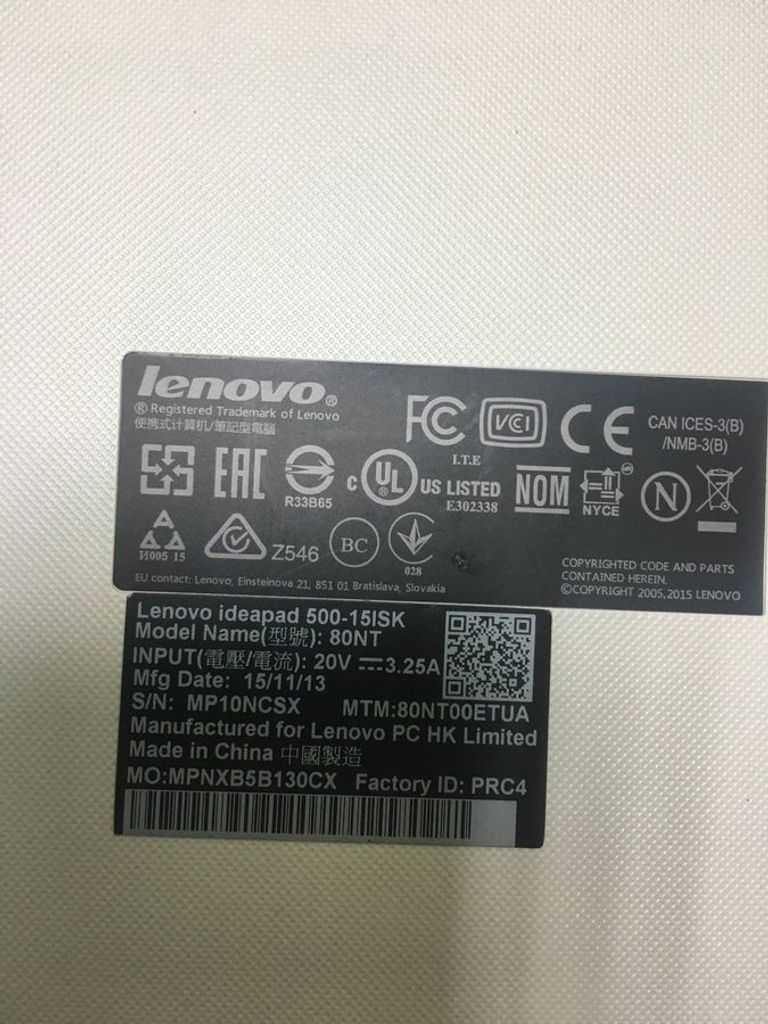 lenovo®
® Registered Trademark of Lenovo
便携式计算机/筆記型電腦
FC
VCI
CE
CAN ICES-3(B)
/NMB-3(B)
I.T.E
EAC
R33B65
C UL ® US LISTED
E302338
NOM
NYCE
N
Z546
BC
028
EU contact: Lenovo, Einsteinova 21, 851 01 Bratislava, Slovakia
COPYRIGHTED CODE AND PARTS
CONTAINED HEREIN.
©COPYRIGHT 2005,2015 LENOVO
Lenovo ideapad 500-15ISK
Model Name(型號): 80NT
INPUT(電壓/電流): 20V ⎓3.25A
Mfg Date: 15/11/13
S/N: MP10NCSX MTM:80NT00ETUA
Manufactured for Lenovo PC HK Limited
Made in China 中國製造
MO:MPNXB5B130CX Factory ID: PRC4